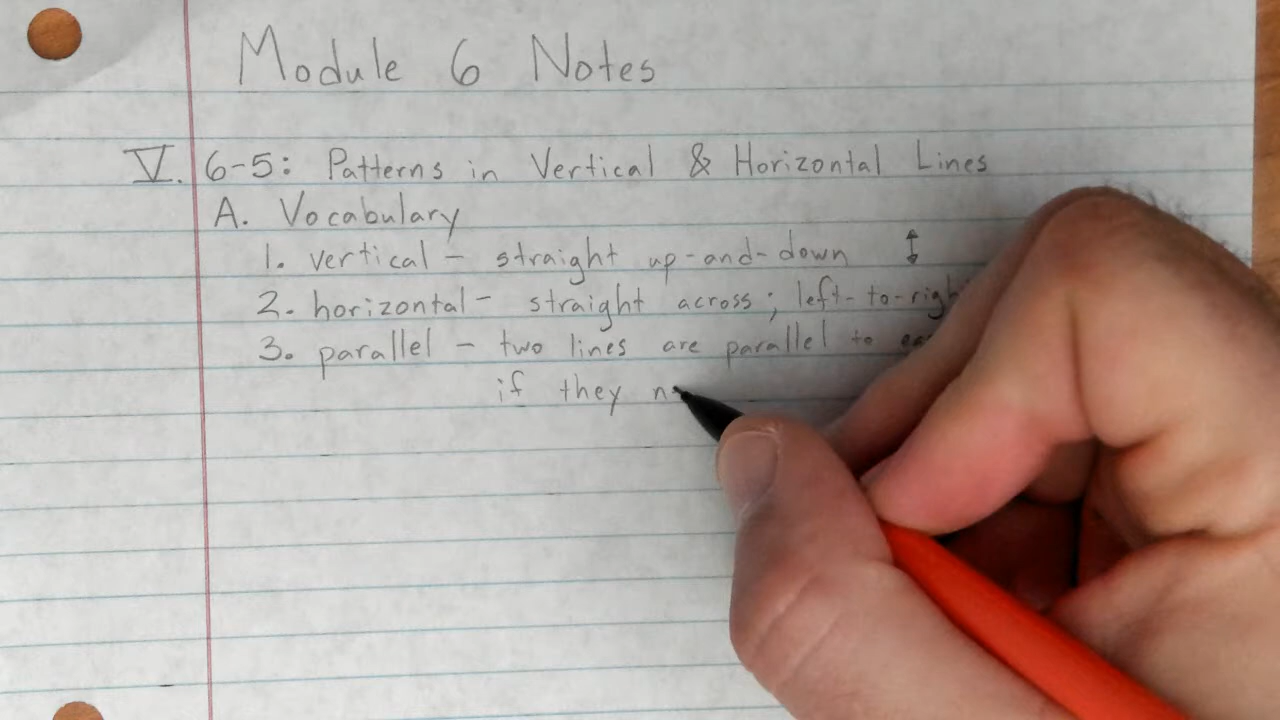 Module 6 Notes
V. 6-5: Patterns in Vertical & Horizontal Lines
A. Vocabulary
1. vertical - straight up-and-down
2. horizontal - straight across; left-to-righ
3. parallel - two lines are parallel to
if they